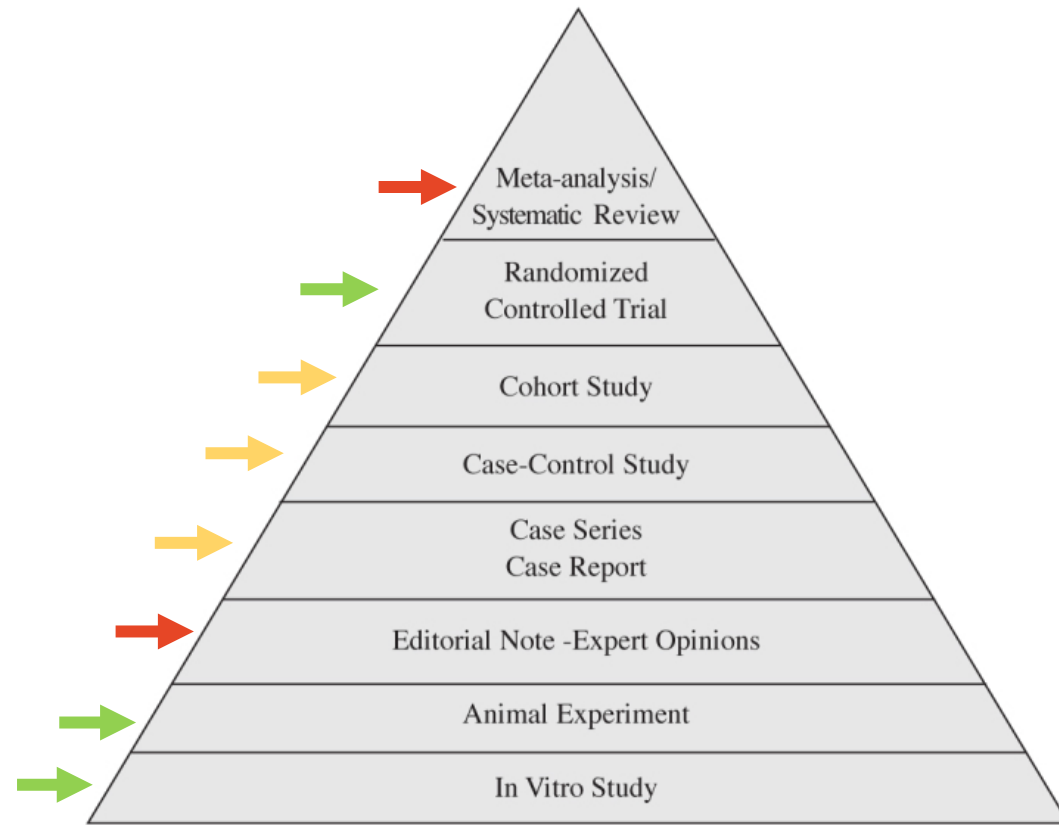 Meta-analysis/
Systematic Review
Randomized
Controlled Trial
Cohort Study
Case-Control Study
Case Series
Case Report
Editorial Note -Expert Opinions
Animal Experiment
In Vitro Study